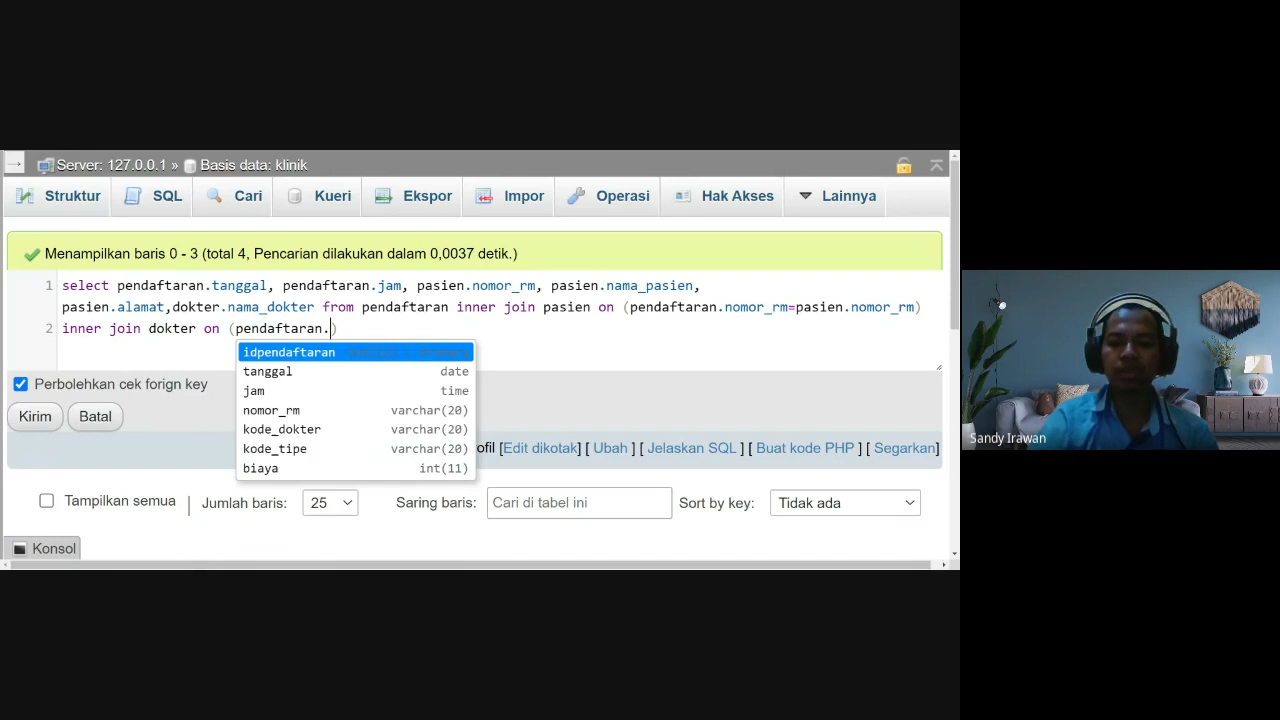 Server: 127.0.0.1 » Basis data: klinik
Struktur SQL Cari Kueri Ekspor Impor Operasi Hak Akses Lainnya
Menampilkan baris 0 - 3 (total 4, Pencarian dilakukan dalam 0,0037 detik.)
1 select pendaftaran.tanggal, pendaftaran.jam, pasien.nomor_rm, pasien.nama_pasien,
pasien.alamat,dokter.nama_dokter from pendaftaran inner join pasien on (pendaftaran.nomor_rm=pasien.nomor_rm)
2 inner join dokter on (pendaftaran.)
idpendaftaran
tanggal date
jam time
nomor_rm varchar(20)
kode_dokter varchar(20)
kode_tipe varchar(20)
biaya int(11)
Perbolehkan cek forign key
Kirim Batal
ofil [Edit dikotak] [ Ubah ] [ Jelaskan SQL ] [ Buat kode PHP ] [ Segarkan]
Tampilkan semua Jumlah baris: 25 Saring baris: Cari di tabel ini Sort by key: Tidak ada
Konsol
Sandy Irawan